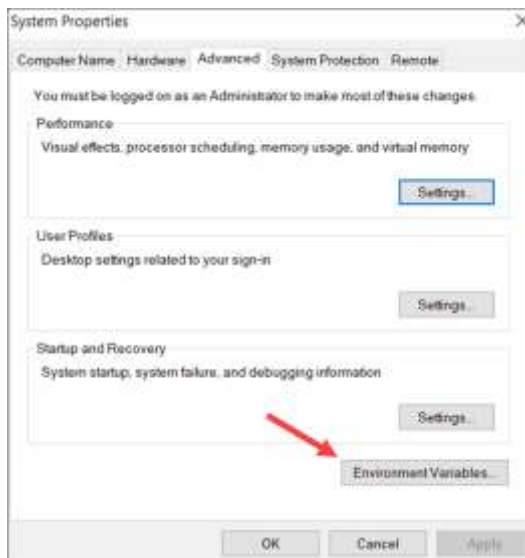 System Properties
Computer Name Hardware Advanced System Protection Remote
You must be logged on as an Administrator to make most of these changes.
Performance
Visual effects, processor scheduling, memory usage, and virtual memory
Settings...
User Profiles
Desktop settings related to your sign-in
Settings...
Startup and Recovery
System startup, system failure, and debugging information
Settings...
Environment Variables...
OK Cancel Apply